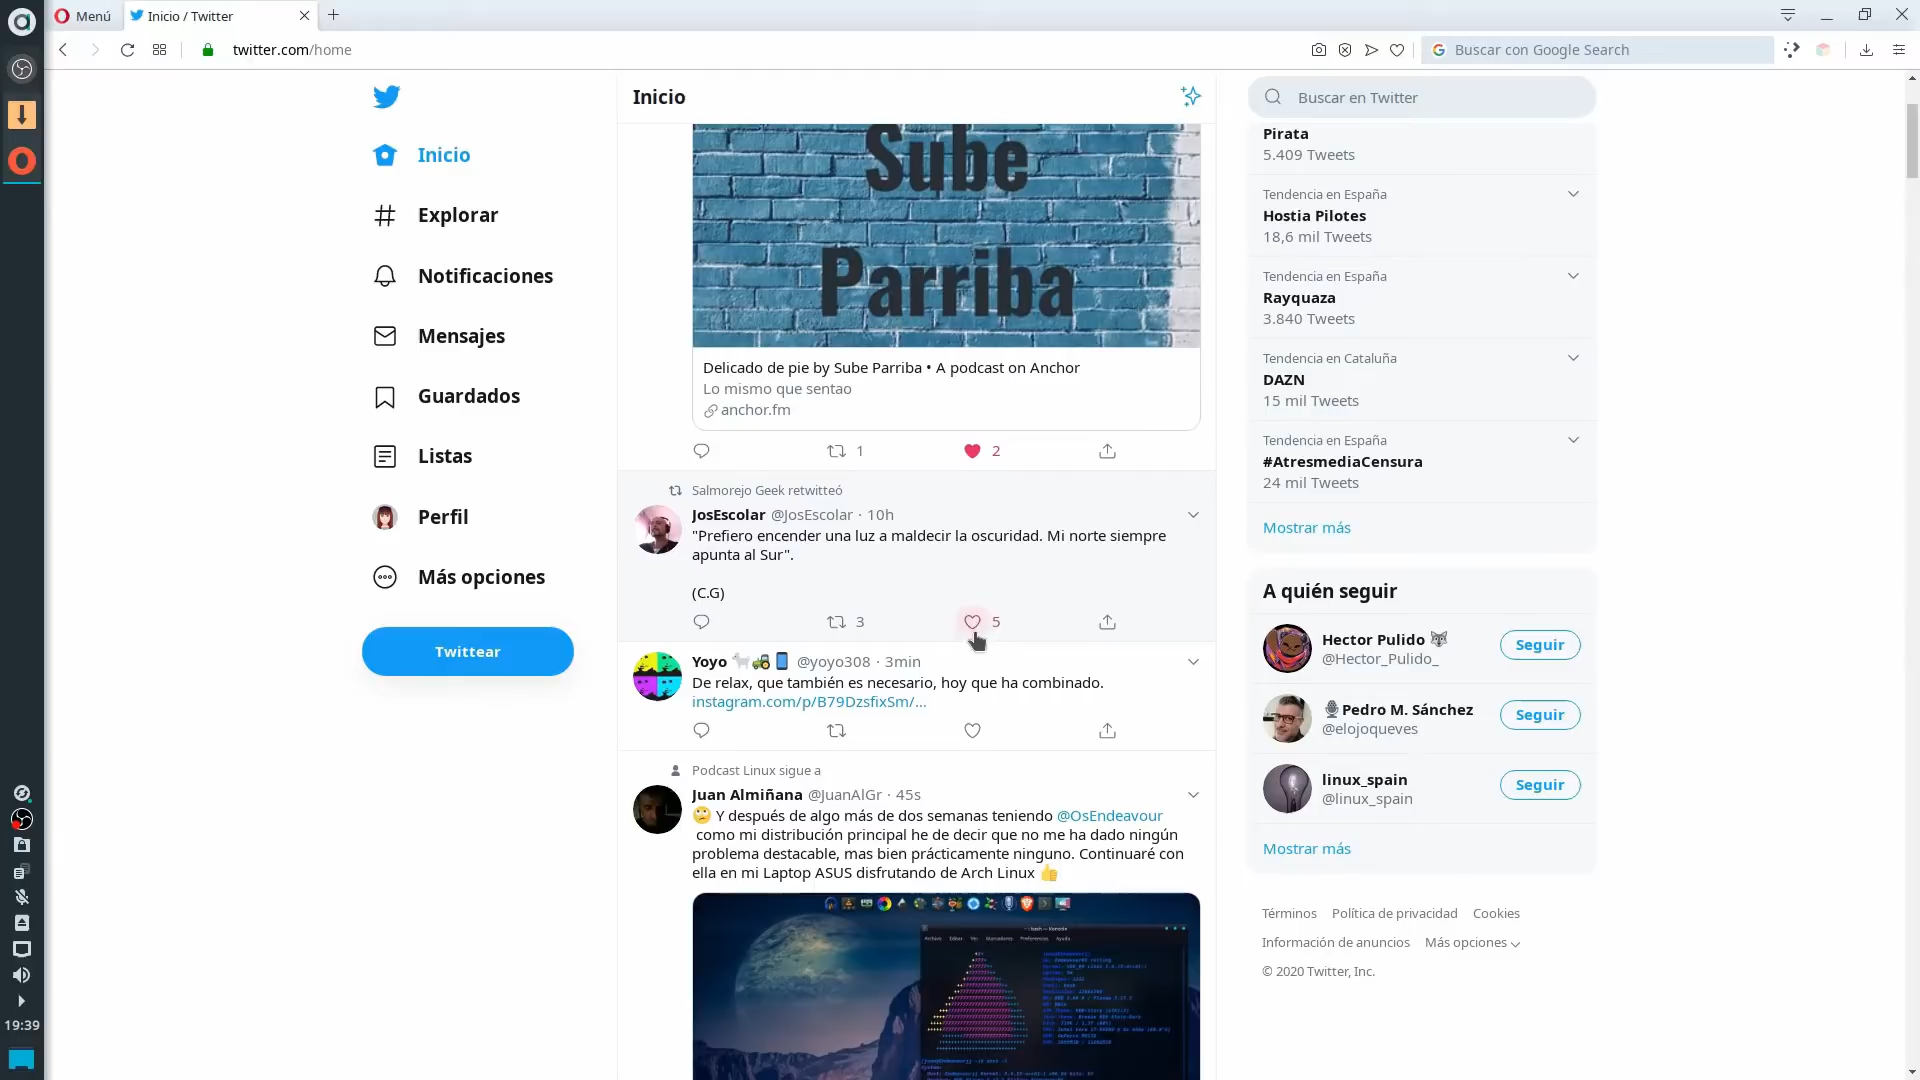 Menú
Inicio / Twitter
twitter.com/home
Buscar con Google Search
Inicio
Explorar
Notificaciones
Mensajes
Guardados
Listas
Perfil
Más opciones
Twittear
Inicio
Sube
Parriba
Delicado de pie by Sube Parriba • A podcast on Anchor
Lo mismo que sentao
anchor.fm
1
2
Salmorejo Geek retwitteó
JosEscolar @JosEscolar · 10h
"Prefiero encender una luz a maldecir la oscuridad. Mi norte siempre
apunta al Sur".
(C.G)
3
5
Yoyo 🐩🚜📱 @yoyo308 · 3min
De relax, que también es necesario, hoy que ha combinado.
instagram.com/p/B79DzsfixSm/...
Podcast Linux sigue a
Juan Almiñana @JuanAlGr · 45s
🙄 Y después de algo más de dos semanas teniendo @OsEndeavour
como mi distribución principal he de decir que no me ha dado ningún
problema destacable, mas bien prácticamente ninguno. Continuaré con
ella en mi Laptop ASUS disfrutando de Arch Linux 👍
Archivo Editar Ver Marcadores Preferencias Ayuda
Buscar en Twitter
Pirata
5.409 Tweets
Tendencia en España
Hostia Pilotes
18,6 mil Tweets
Tendencia en España
Rayquaza
3.840 Tweets
Tendencia en Cataluña
DAZN
15 mil Tweets
Tendencia en España
#AtresmediaCensura
24 mil Tweets
Mostrar más
A quién seguir
Hector Pulido 🐺
@Hector_Pulido_
Seguir
🎙Pedro M. Sánchez
@elojoqueves
Seguir
linux_spain
@linux_spain
Seguir
Mostrar más
Términos Política de privacidad Cookies
Información de anuncios Más opciones
© 2020 Twitter, Inc.
19:39